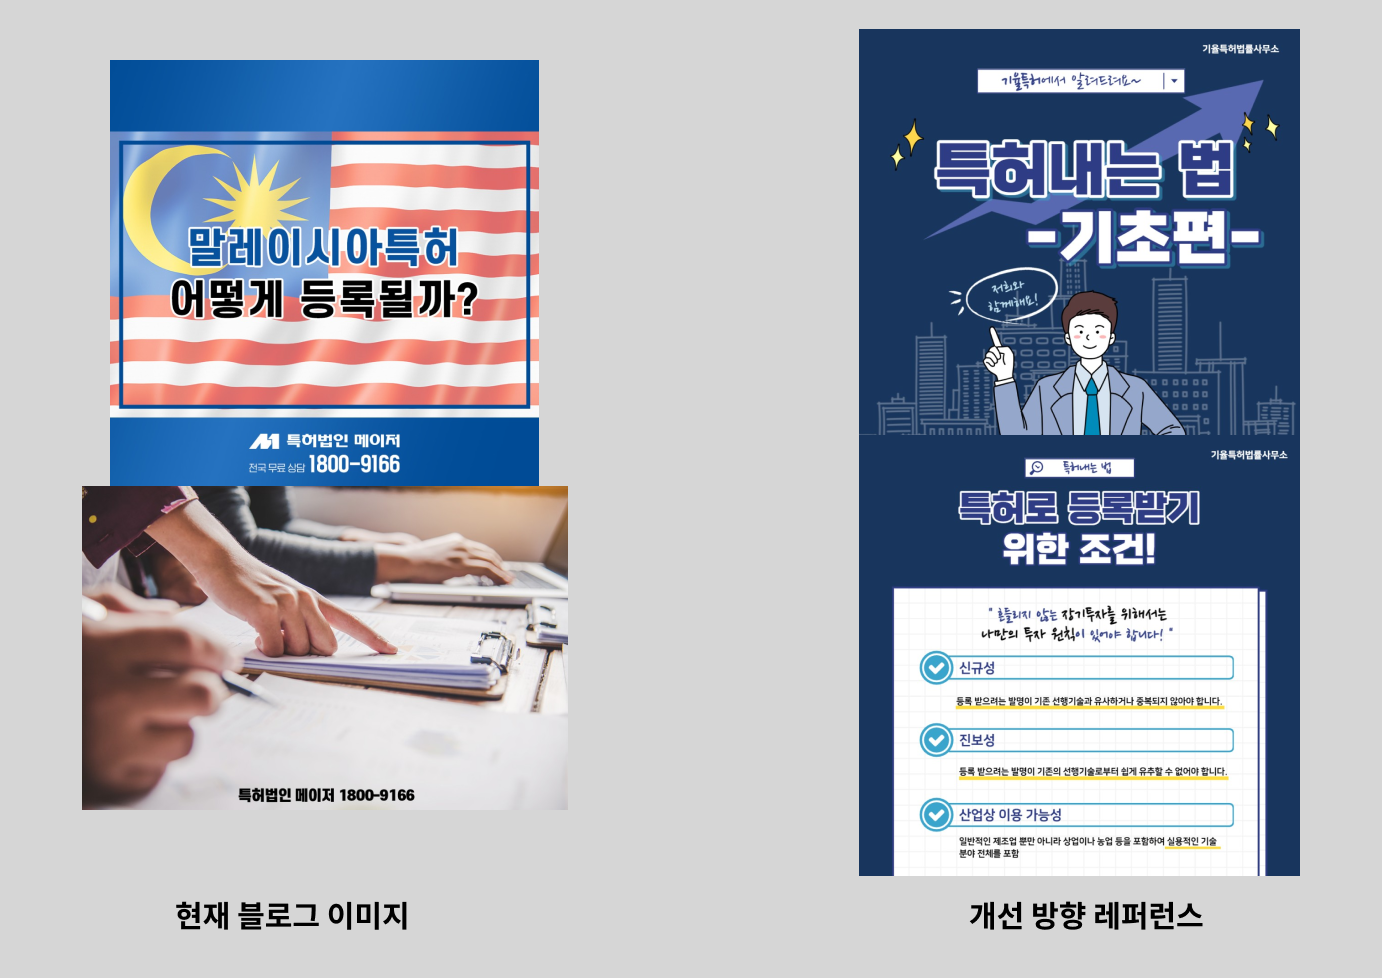 말레이시아특허
어떻게 등록될까?
특허법인 메이저
전국 무료 상담 1800-9166
특허법인 메이저 1800-9166
현재 블로그 이미지
기율특허법률사무소
기율특허에서 알려드려요~
특허내는 법
-기초편-
저희와
함께해요!
기율특허법률사무소
특허내는 법
특허로 등록받기
위한 조건!
" 흔들리지 않는 장기투자를 위해서는
나만의 투자 원칙이 있어야 합니다! "
신규성
등록 받으려는 발명이 기존 선행기술과 유사하거나 중복되지 않아야 합니다.
진보성
등록 받으려는 발명이 기존의 선행기술로부터 쉽게 유추할 수 없어야 합니다.
산업상 이용 가능성
일반적인 제조업 뿐만 아니라 상업이나 농업 등을 포함하여 실용적인 기술
분야 전체를 포함
개선 방향 레퍼런스